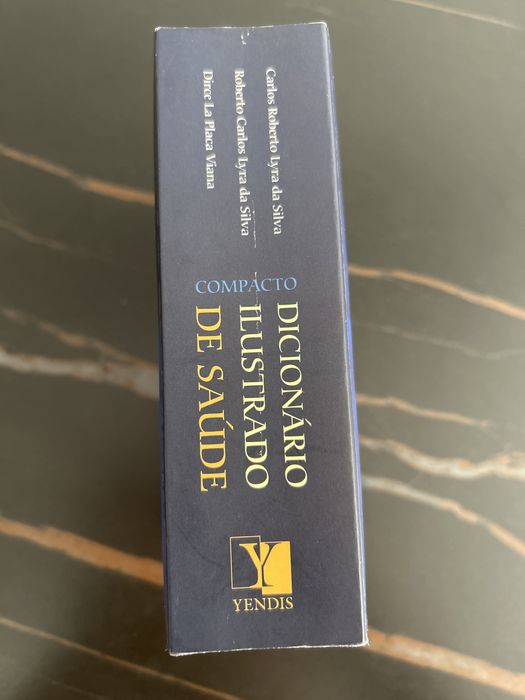 Carlos Roberto Lyra da Silva
Roberto Carlos Lyra da Silva
Dirce La Placa Viana
COMPACTO
DICIONÁRIO
ILUSTRADO
DE SAÚDE
Y
YENDIS